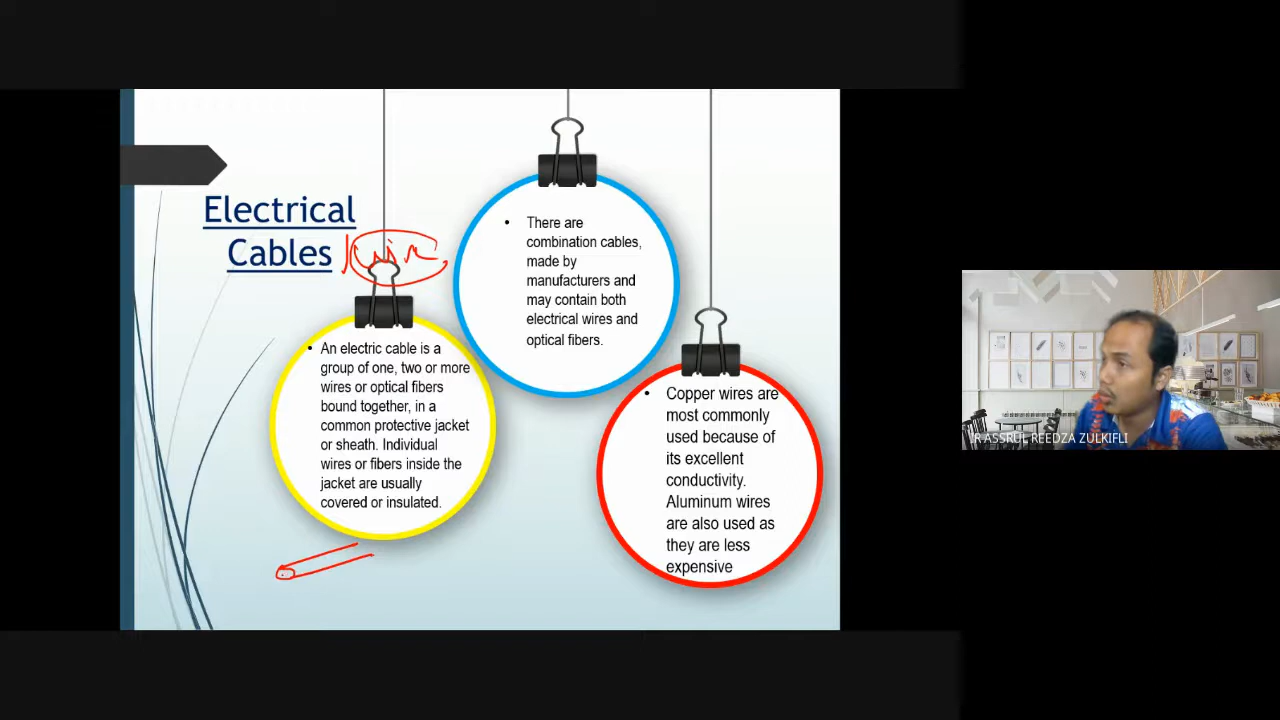 Electrical
Cables
• An electric cable is a
group of one, two or more
wires or optical fibers
bound together, in a
common protective jacket
or sheath. Individual
wires or fibers inside the
jacket are usually
covered or insulated.
• There are
combination cables,
made by
manufacturers and
may contain both
electrical wires and
optical fibers.
• Copper wires are
most commonly
used because of
its excellent
conductivity.
Aluminum wires
are also used as
they are less
expensive
ASSRUL REEDZA ZULKIFLI